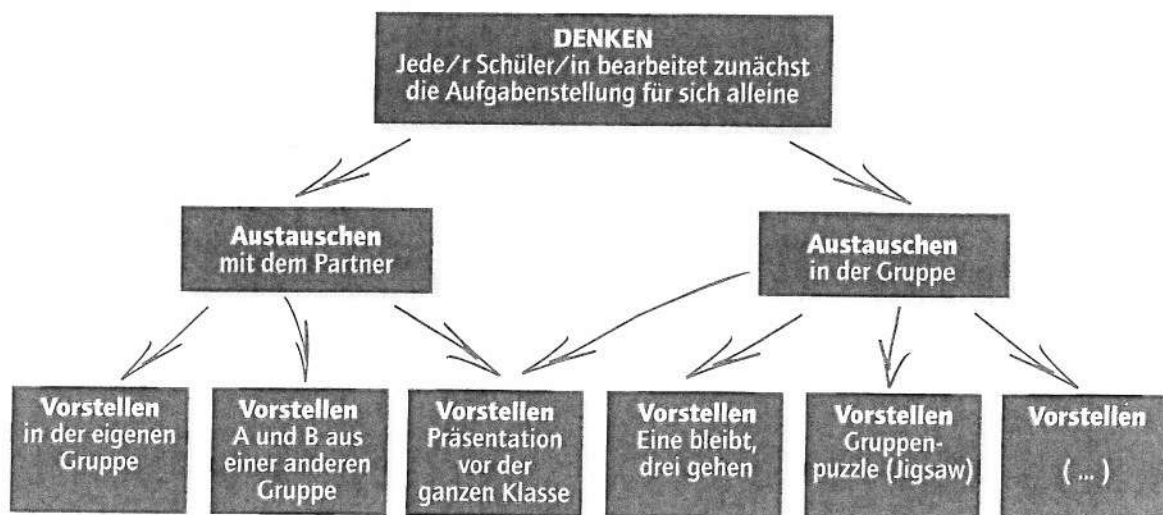 DENKEN
Jede/r Schüler/in bearbeitet zunächst
die Aufgabenstellung für sich alleine
Austauschen
mit dem Partner
Austauschen
in der Gruppe
Vorstellen
in der eigenen
Gruppe
Vorstellen
A und B aus
einer anderen
Gruppe
Vorstellen
Präsentation
vor der
ganzen Klasse
Vorstellen
Eine bleibt,
drei gehen
Vorstellen
Gruppen-
puzzle (Jigsaw)
Vorstellen
( ... )